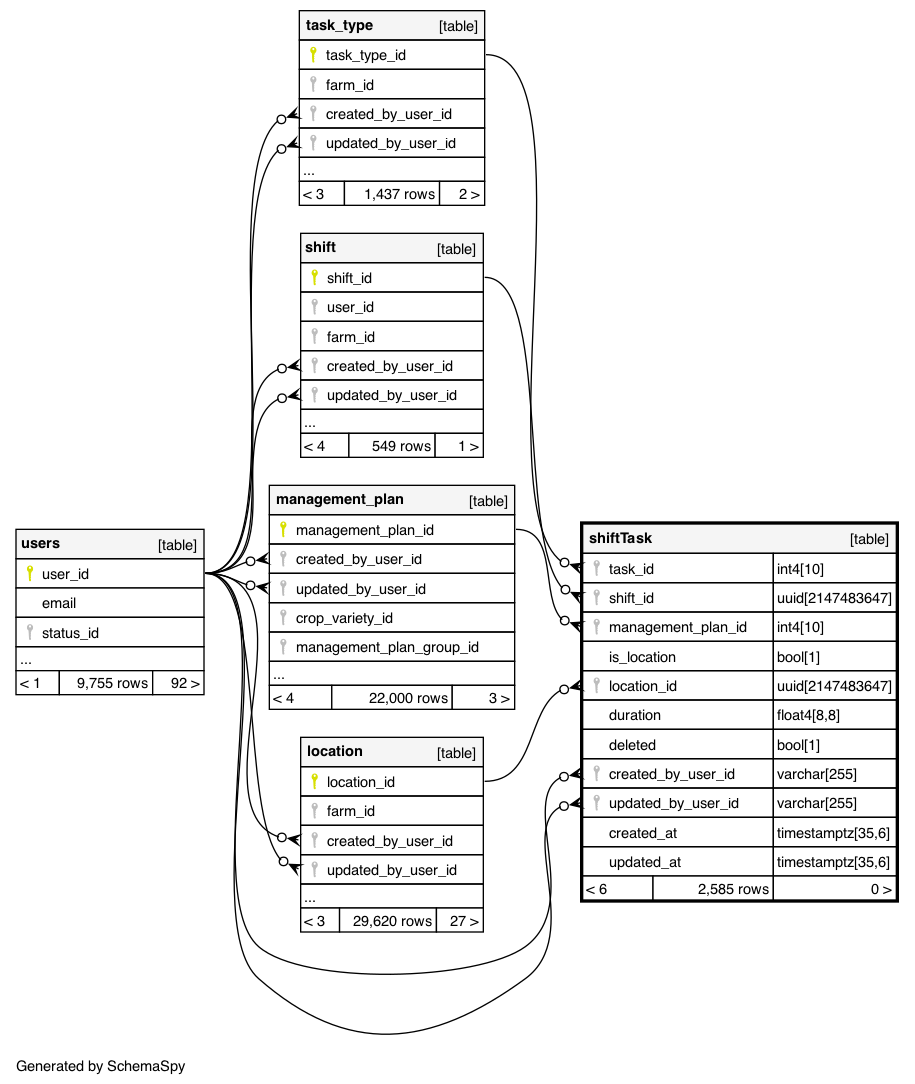 task_type [table]
task_type_id
farm_id
created_by_user_id
updated_by_user_id
...
< 3 1,437 rows 2 >
shift [table]
shift_id
user_id
farm_id
created_by_user_id
updated_by_user_id
...
< 4 549 rows 1 >
management_plan [table]
management_plan_id
created_by_user_id
updated_by_user_id
crop_variety_id
management_plan_group_id
...
< 4 22,000 rows 3 >
users [table]
user_id
email
status_id
...
< 1 9,755 rows 92 >
shiftTask [table]
task_id int4[10]
shift_id uuid[2147483647]
management_plan_id int4[10]
is_location bool[1]
location_id uuid[2147483647]
duration float4[8,8]
deleted bool[1]
created_by_user_id varchar[255]
updated_by_user_id varchar[255]
created_at timestamptz[35,6]
updated_at timestamptz[35,6]
< 6 2,585 rows 0 >
location [table]
location_id
farm_id
created_by_user_id
updated_by_user_id
...
< 3 29,620 rows 27 >
Generated by SchemaSpy